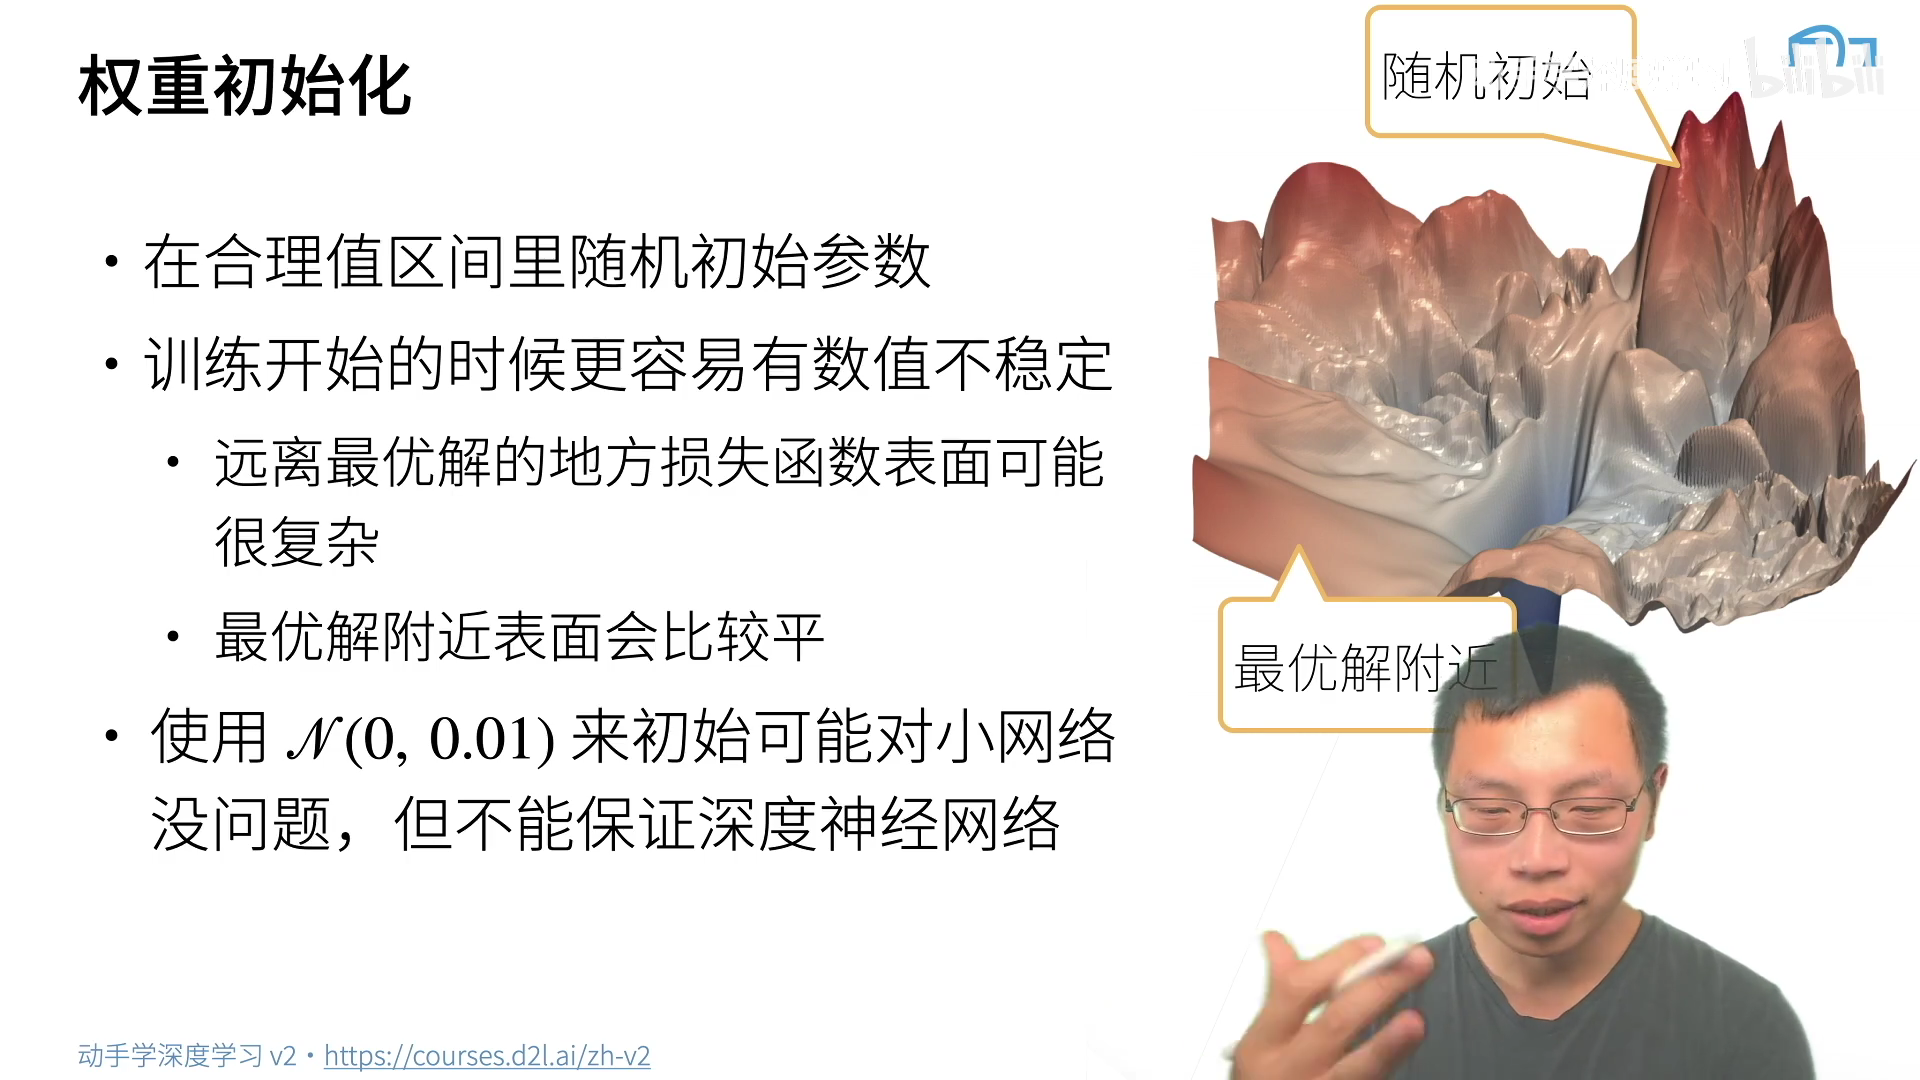 权重初始化
随机初始
bilibili
• 在合理值区间里随机初始参数
• 训练开始的时候更容易有数值不稳定
• 远离最优解的地方损失函数表面可能
很复杂
• 最优解附近表面会比较平
最优解附近
• 使用 𝒩(0, 0.01) 来初始可能对小网络
没问题，但不能保证深度神经网络
动手学深度学习 v2 • https://courses.d2l.ai/zh-v2